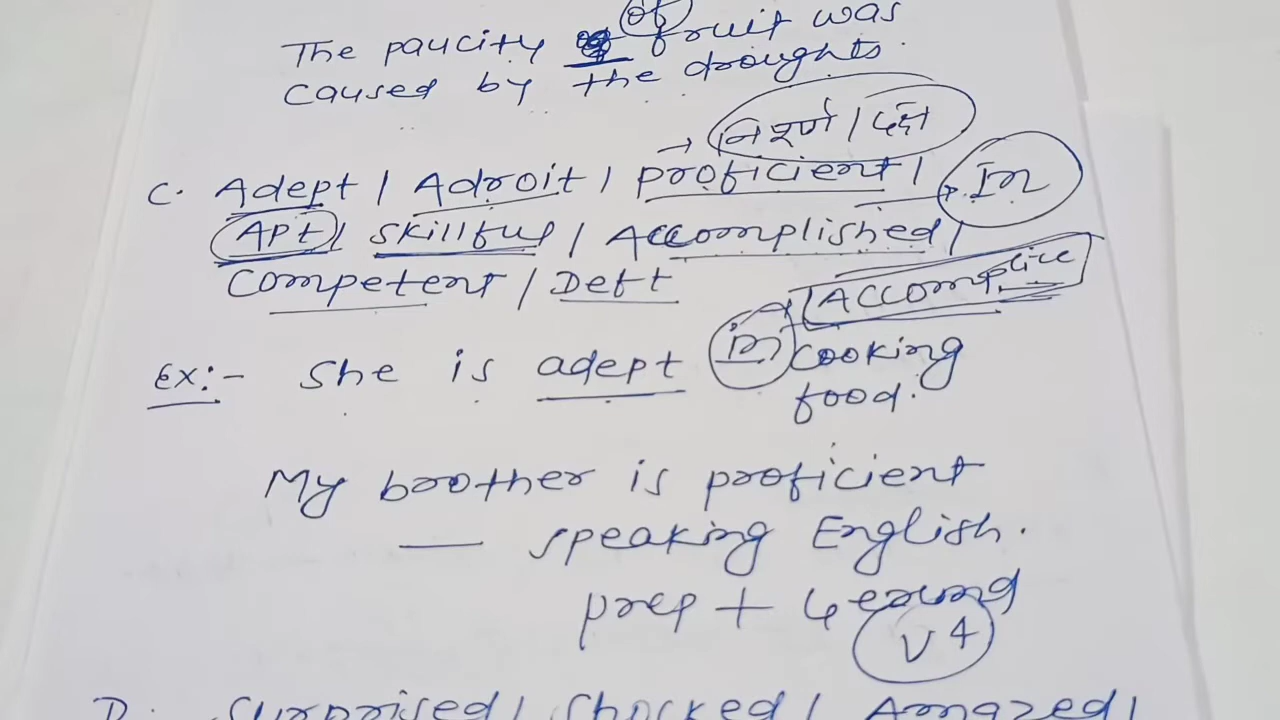 The paucity of fruit was
caused by the droughts.
→ निपूर्ण / दक्ष
C. Adept / Adroit / proficient / In
Apt / skillful / Accomplished /
Competent / Deft Accomplice
Ex:- She is adept in cooking
food.
My brother is proficient
— speaking English.
prep + Gerund
V4
D. Surprised / Shocked / Amazed /